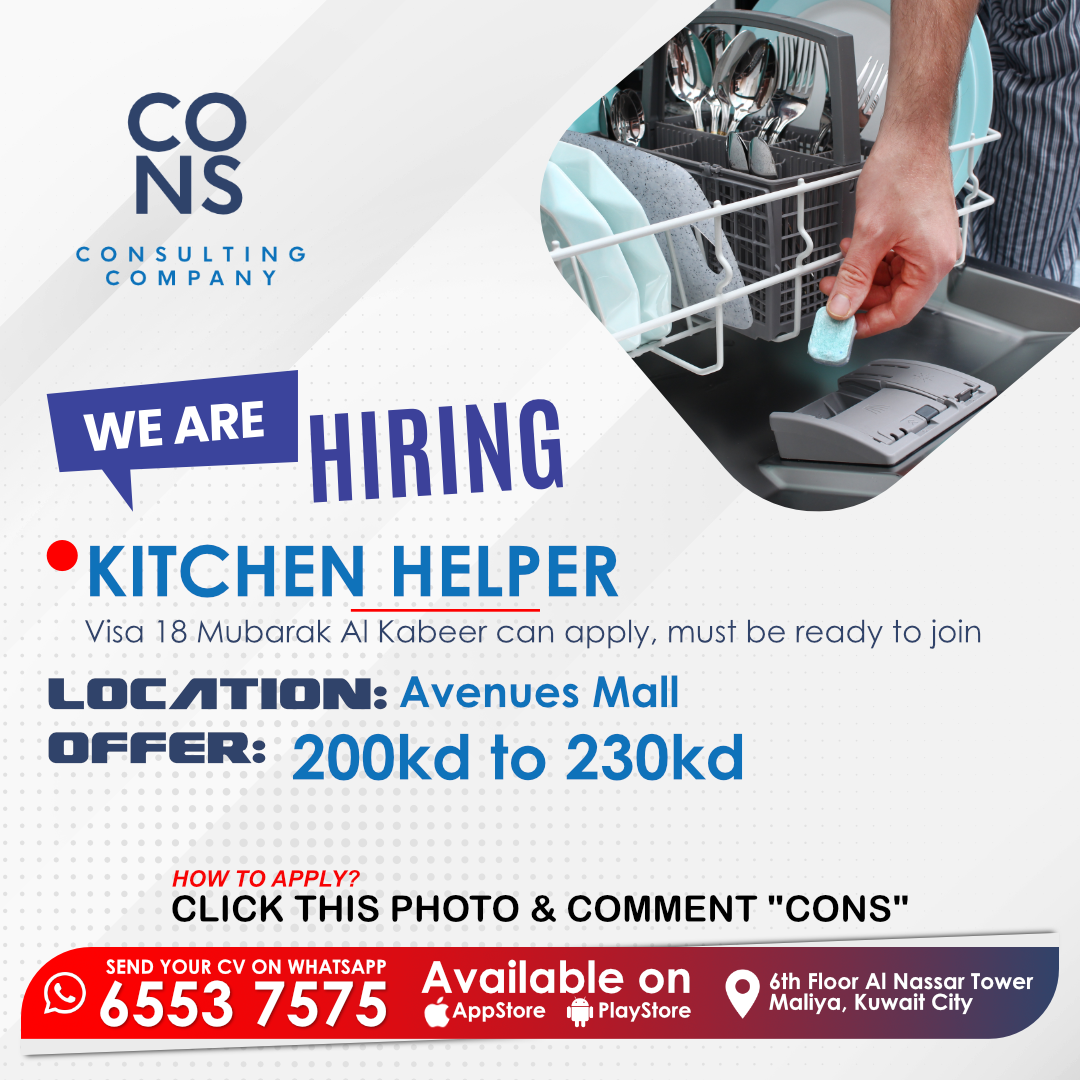 CO
NS
CONSULTING
COMPANY
WE ARE
HIRING
KITCHEN HELPER
Visa 18 Mubarak Al Kabeer can apply, must be ready to join
LOCATION: Avenues Mall
OFFER: 200kd to 230kd
HOW TO APPLY?
CLICK THIS PHOTO & COMMENT "CONS"
SEND YOUR CV ON WHATSAPP
6553 7575
Available on
AppStore PlayStore
6th Floor Al Nassar Tower
Maliya, Kuwait City